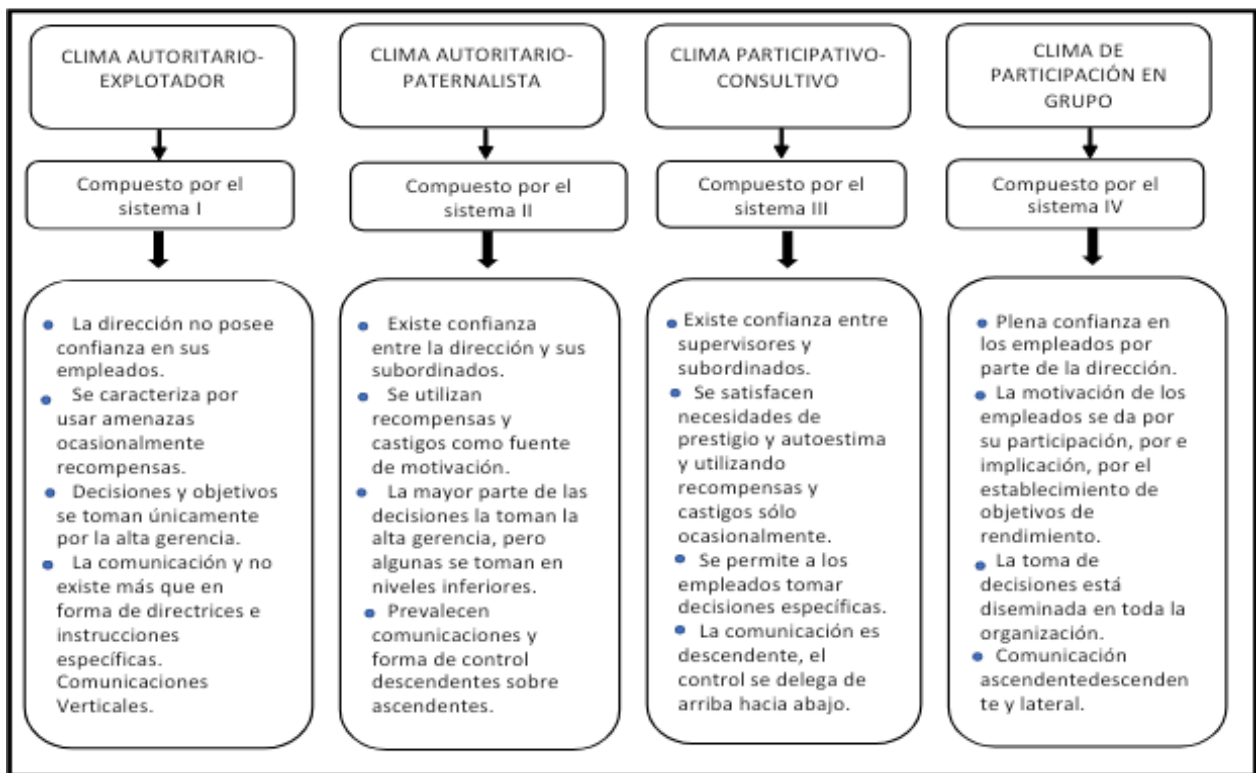 CLIMA AUTORITARIO-
EXPLOTADOR
Compuesto por el
sistema I
● La dirección no posee
confianza en sus
empleados.
● Se caracteriza por
usar amenazas
ocasionalmente
recompensas.
● Decisiones y objetivos
se toman únicamente
por la alta gerencia.
● La comunicación y no
existe más que en
forma de directrices e
instrucciones
específicas.
Comunicaciones
Verticales.
CLIMA AUTORITARIO-
PATERNALISTA
Compuesto por el
sistema II
● Existe confianza
entre la dirección y sus
subordinados.
● Se utilizan
recompensas y
castigos como fuente
de motivación.
● La mayor parte de las
decisiones la toman la
alta gerencia, pero
algunas se toman en
niveles inferiores.
● Prevalecen
comunicaciones y
forma de control
descendentes sobre
ascendentes.
CLIMA PARTICIPATIVO-
CONSULTIVO
Compuesto por el
sistema III
● Existe confianza entre
supervisores y
subordinados.
● Se satisfacen
necesidades de
prestigio y autoestima
y utilizando
recompensas y
castigos sólo
ocasionalmente.
● Se permite a los
empleados tomar
decisiones específicas.
● La comunicación es
descendente, el
control se delega de
arriba hacia abajo.
CLIMA DE
PARTICIPACIÓN EN
GRUPO
Compuesto por el
sistema IV
● Plena confianza en
los empleados por
parte de la dirección.
● La motivación de los
empleados se da por
su participación, por e
implicación, por el
establecimiento de
objetivos de
rendimiento.
● La toma de
decisiones está
diseminada en toda la
organización.
● Comunicación
ascendentedescenden
te y lateral.